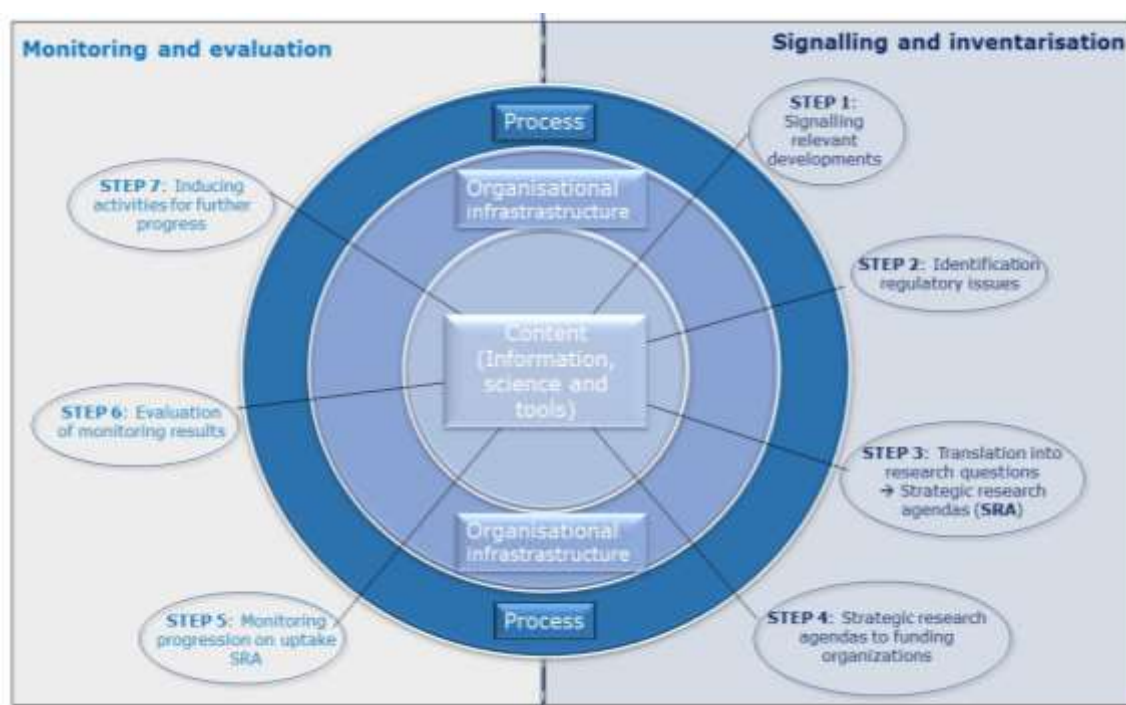 Monitoring and evaluation
Signalling and inventarisation
Process
Organisational
infrastrastructure
Content
(Information,
science and
tools)
Organisational
infrastrastructure
Process
STEP 1:
Signalling
relevant
developments
STEP 2: Identification
regulatory issues
STEP 3: Translation into
research questions
→ Strategic research
agendas (SRA)
STEP 4: Strategic research
agendas to funding
organizations
STEP 5: Monitoring
progression on uptake
SRA
STEP 6: Evaluation
of monitoring results
STEP 7: Inducing
activities for further
progress